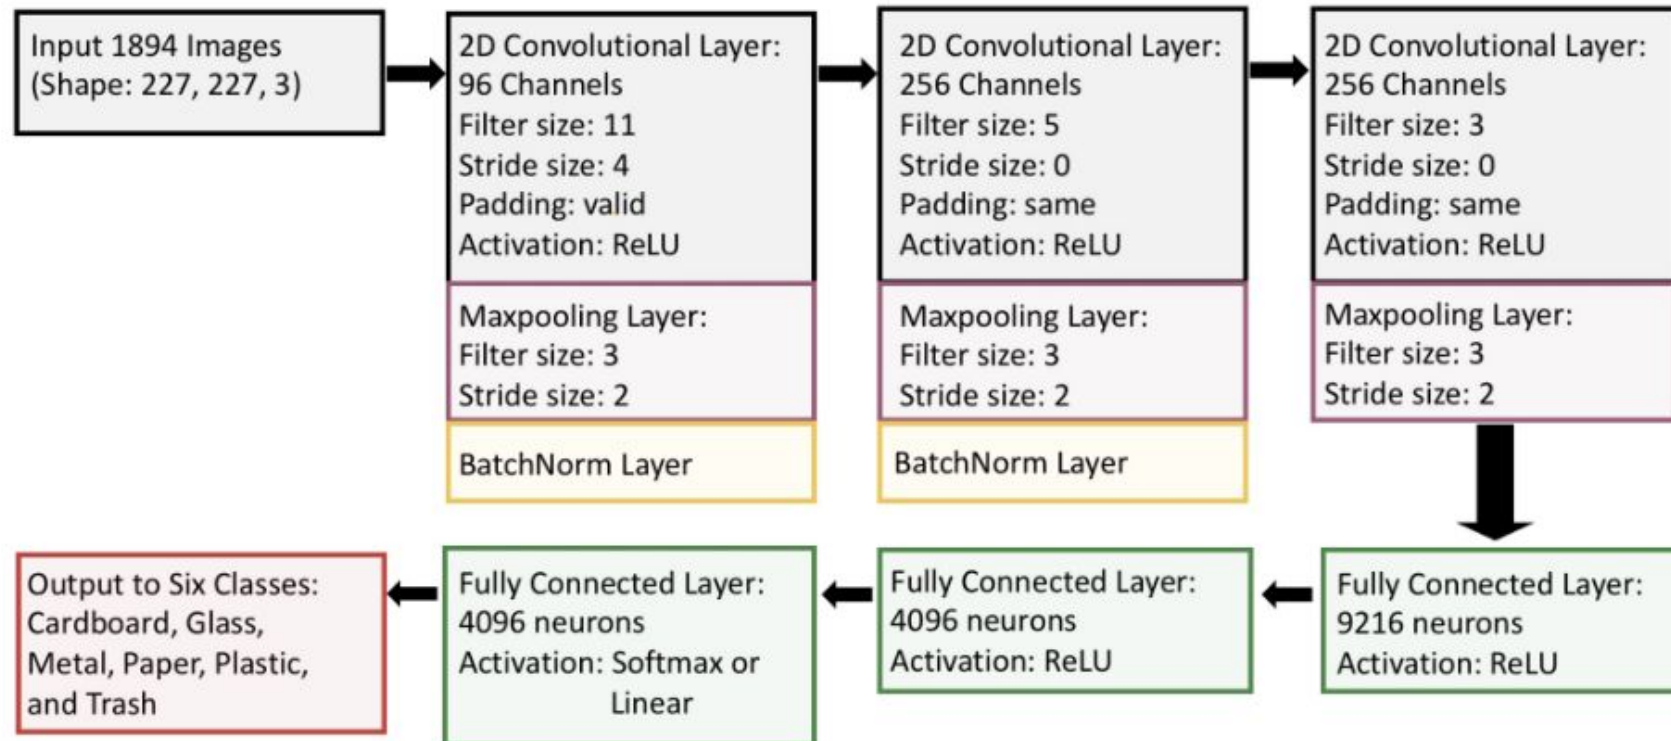 Input 1894 Images
(Shape: 227, 227, 3)
2D Convolutional Layer:
96 Channels
Filter size: 11
Stride size: 4
Padding: valid
Activation: ReLU
Maxpooling Layer:
Filter size: 3
Stride size: 2
BatchNorm Layer
2D Convolutional Layer:
256 Channels
Filter size: 5
Stride size: 0
Padding: same
Activation: ReLU
Maxpooling Layer:
Filter size: 3
Stride size: 2
BatchNorm Layer
2D Convolutional Layer:
256 Channels
Filter size: 3
Stride size: 0
Padding: same
Activation: ReLU
Maxpooling Layer:
Filter size: 3
Stride size: 2
Fully Connected Layer:
9216 neurons
Activation: ReLU
Fully Connected Layer:
4096 neurons
Activation: ReLU
Fully Connected Layer:
4096 neurons
Activation: Softmax or
Linear
Output to Six Classes:
Cardboard, Glass,
Metal, Paper, Plastic,
and Trash